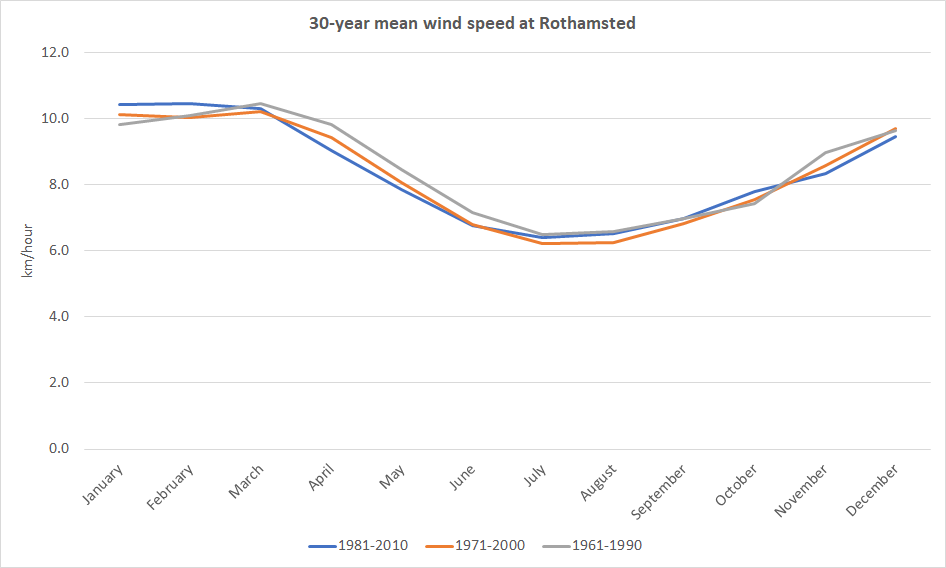 30-year mean wind speed at Rothamsted
12.0
10.0
8.0
6.0
4.0
2.0
0.0
km/hour
January
February
March
April
May
June
July
August
September
October
November
December
1981-2010
1971-2000
1961-1990